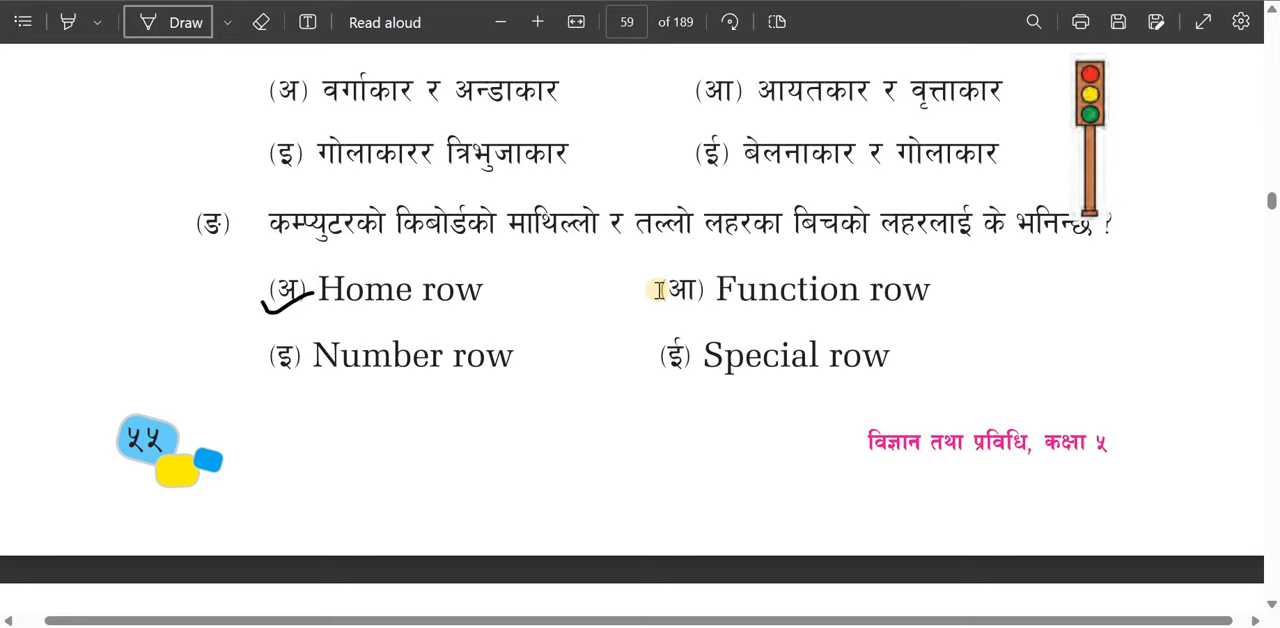 Draw
Read aloud
59 of 189
(अ) वर्गाकार र अन्डाकार (आ) आयतकार र वृत्ताकार
(इ) गोलाकारर त्रिभुजाकार (ई) बेलनाकार र गोलाकार
(ङ) कम्प्युटरको किबोर्डको माथिल्लो र तल्लो लहरका बिचको लहरलाई के भनिन्छ ?
(अ) Home row (आ) Function row
(इ) Number row (ई) Special row
५५
विज्ञान तथा प्रविधि, कक्षा ५